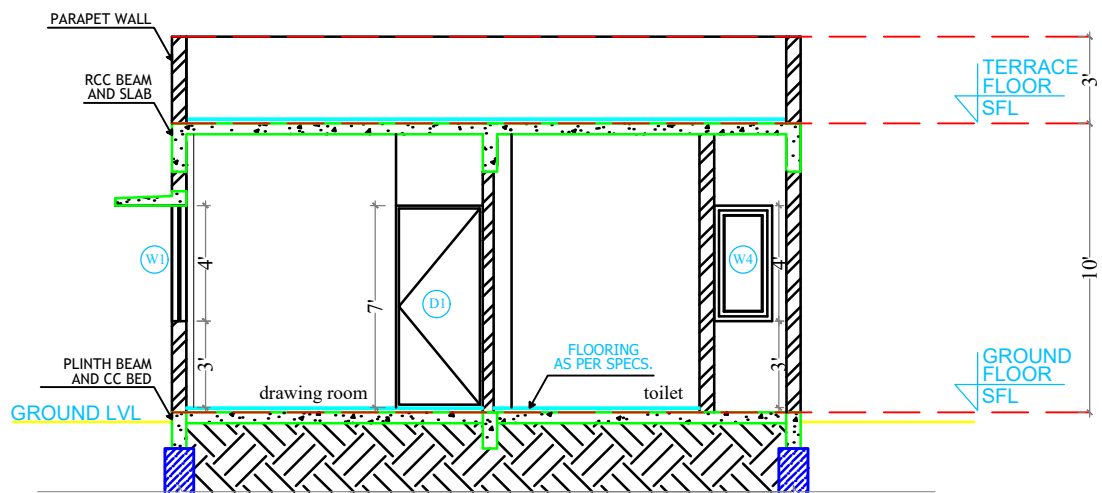 PARAPET WALL
RCC BEAM
AND SLAB
TERRACE
FLOOR
SFL
3'
W1
4'
7'
D1
W4
4'
10'
PLINTH BEAM
AND CC BED
3'
FLOORING
AS PER SPECS.
3'
GROUND
FLOOR
SFL
drawing room
toilet
GROUND LVL